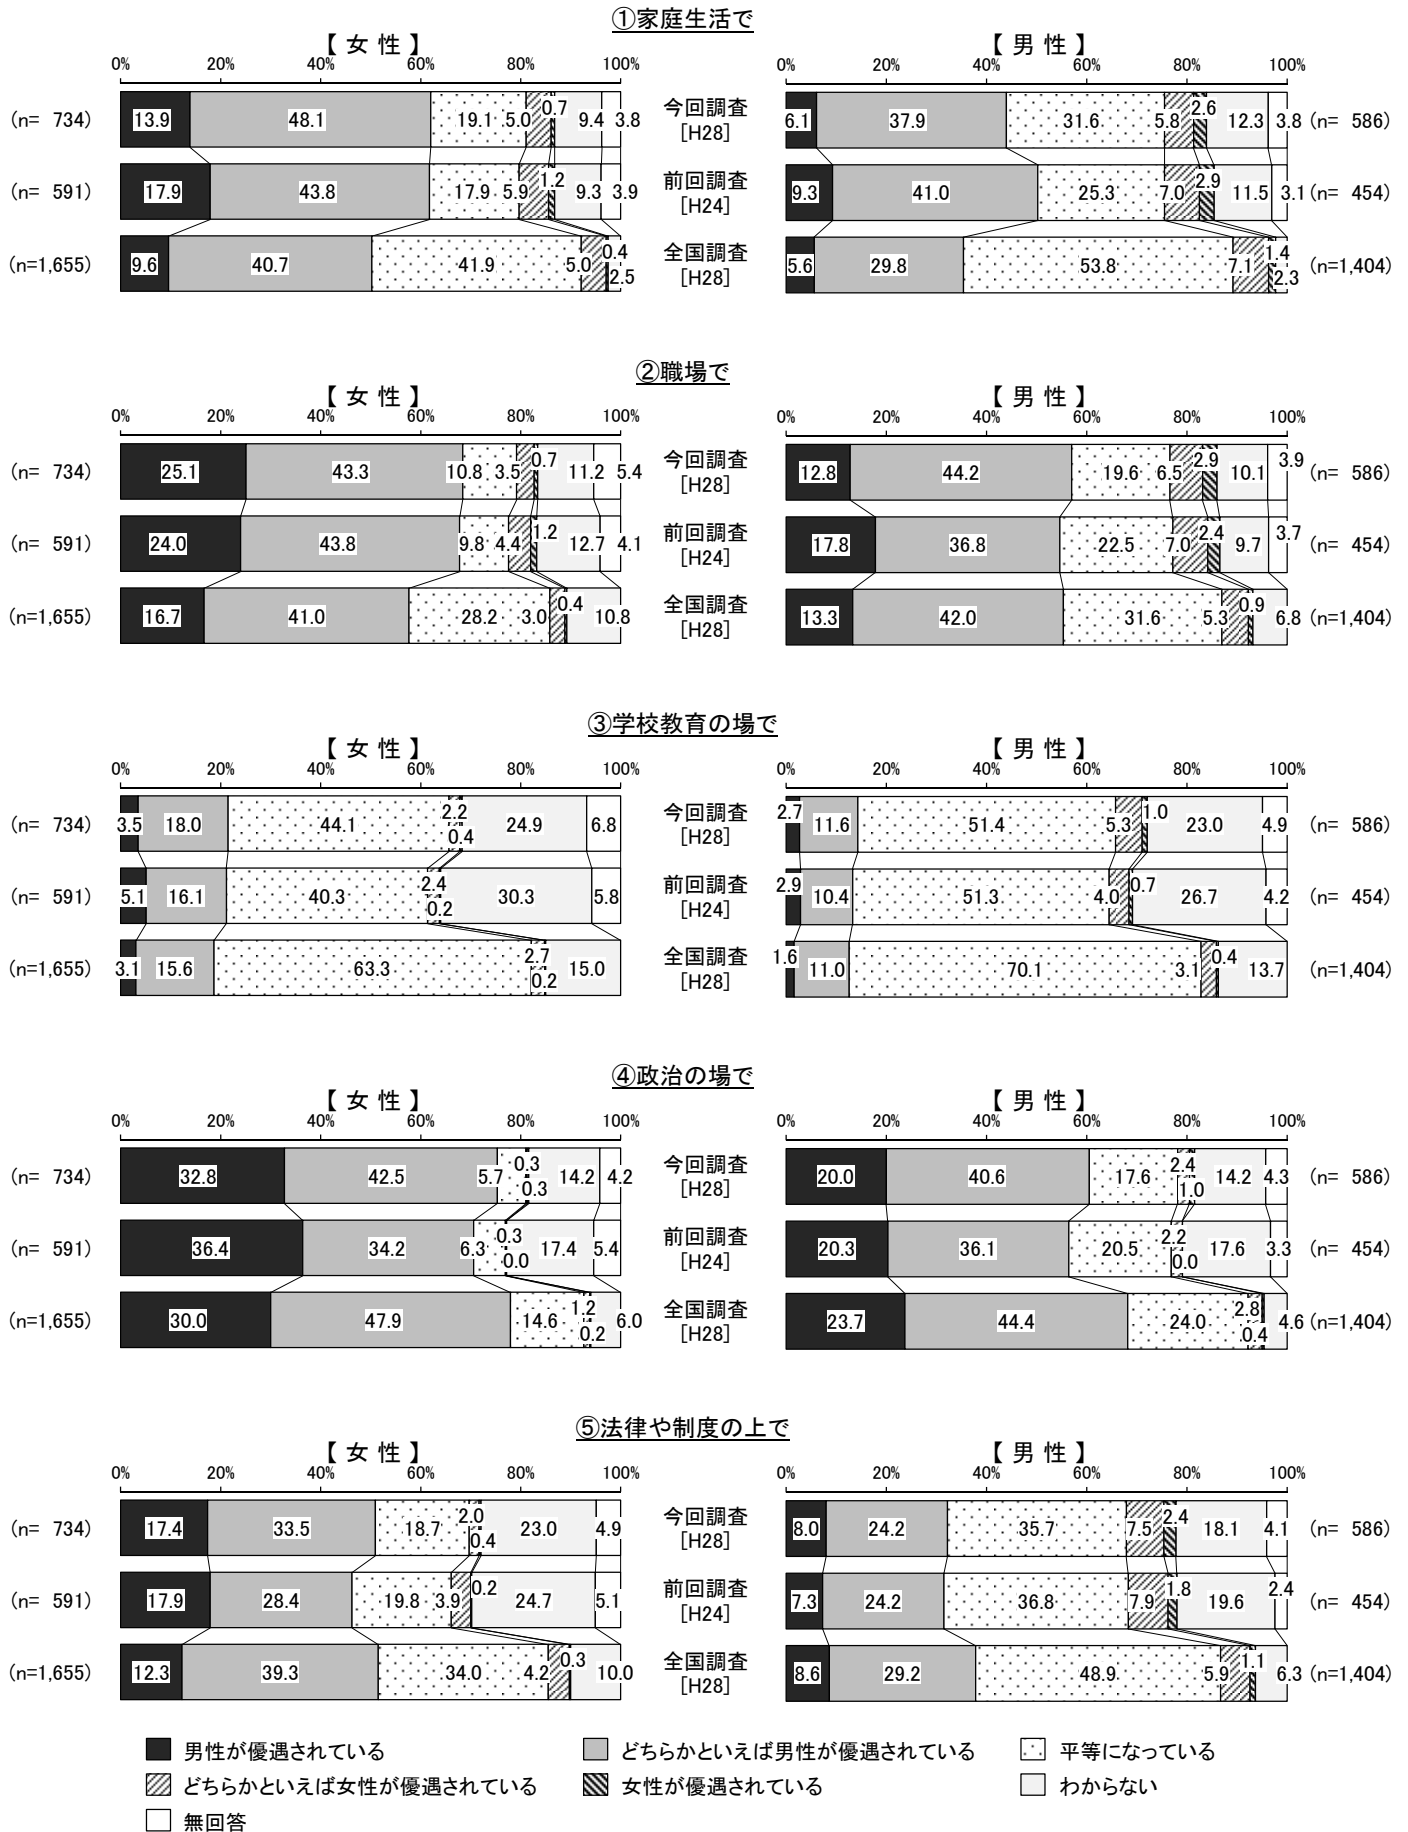 ①家庭生活で
【 女 性 】 【 男 性 】
0% 20% 40% 60% 80% 100% 0% 20% 40% 60% 80% 100%
(n= 734) 13.9 48.1 19.1 5.0 0.7 9.4 3.8 今回調査 [H28] 6.1 37.9 31.6 5.8 2.6 12.3 3.8 (n= 586)
(n= 591) 17.9 43.8 17.9 5.9 1.2 9.3 3.9 前回調査 [H24] 9.3 41.0 25.3 7.0 2.9 11.5 3.1 (n= 454)
(n=1,655) 9.6 40.7 41.9 5.0 0.4 2.5 全国調査 [H28] 5.6 29.8 53.8 7.1 1.4 2.3 (n=1,404)
②職場で
【 女 性 】 【 男 性 】
0% 20% 40% 60% 80% 100% 0% 20% 40% 60% 80% 100%
(n= 734) 25.1 43.3 10.8 3.5 0.7 11.2 5.4 今回調査 [H28] 12.8 44.2 19.6 6.5 2.9 10.1 3.9 (n= 586)
(n= 591) 24.0 43.8 9.8 4.4 1.2 12.7 4.1 前回調査 [H24] 17.8 36.8 22.5 7.0 2.4 9.7 3.7 (n= 454)
(n=1,655) 16.7 41.0 28.2 3.0 0.4 10.8 全国調査 [H28] 13.3 42.0 31.6 5.3 0.9 6.8 (n=1,404)
③学校教育の場で
【 女 性 】 【 男 性 】
0% 20% 40% 60% 80% 100% 0% 20% 40% 60% 80% 100%
(n= 734) 3.5 18.0 44.1 2.2 0.4 24.9 6.8 今回調査 [H28] 2.7 11.6 51.4 5.3 1.0 23.0 4.9 (n= 586)
(n= 591) 5.1 16.1 40.3 2.4 0.2 30.3 5.8 前回調査 [H24] 2.9 10.4 51.3 4.0 0.7 26.7 4.2 (n= 454)
(n=1,655) 3.1 15.6 63.3 2.7 0.2 15.0 全国調査 [H28] 1.6 11.0 70.1 3.1 0.4 13.7 (n=1,404)
④政治の場で
【 女 性 】 【 男 性 】
0% 20% 40% 60% 80% 100% 0% 20% 40% 60% 80% 100%
(n= 734) 32.8 42.5 5.7 0.3 0.3 14.2 4.2 今回調査 [H28] 20.0 40.6 17.6 2.4 1.0 14.2 4.3 (n= 586)
(n= 591) 36.4 34.2 6.3 0.3 0.0 17.4 5.4 前回調査 [H24] 20.3 36.1 20.5 2.2 0.0 17.6 3.3 (n= 454)
(n=1,655) 30.0 47.9 14.6 1.2 0.2 6.0 全国調査 [H28] 23.7 44.4 24.0 2.8 0.4 4.6 (n=1,404)
⑤法律や制度の上で
【 女 性 】 【 男 性 】
0% 20% 40% 60% 80% 100% 0% 20% 40% 60% 80% 100%
(n= 734) 17.4 33.5 18.7 2.0 0.4 23.0 4.9 今回調査 [H28] 8.0 24.2 35.7 7.5 2.4 18.1 4.1 (n= 586)
(n= 591) 17.9 28.4 19.8 3.9 0.2 24.7 5.1 前回調査 [H24] 7.3 24.2 36.8 7.9 1.8 19.6 2.4 (n= 454)
(n=1,655) 12.3 39.3 34.0 4.2 0.3 10.0 全国調査 [H28] 8.6 29.2 48.9 5.9 1.1 6.3 (n=1,404)
男性が優遇されている どちらかといえば男性が優遇されている 平等になっている
どちらかといえば女性が優遇されている 女性が優遇されている わからない
無回答